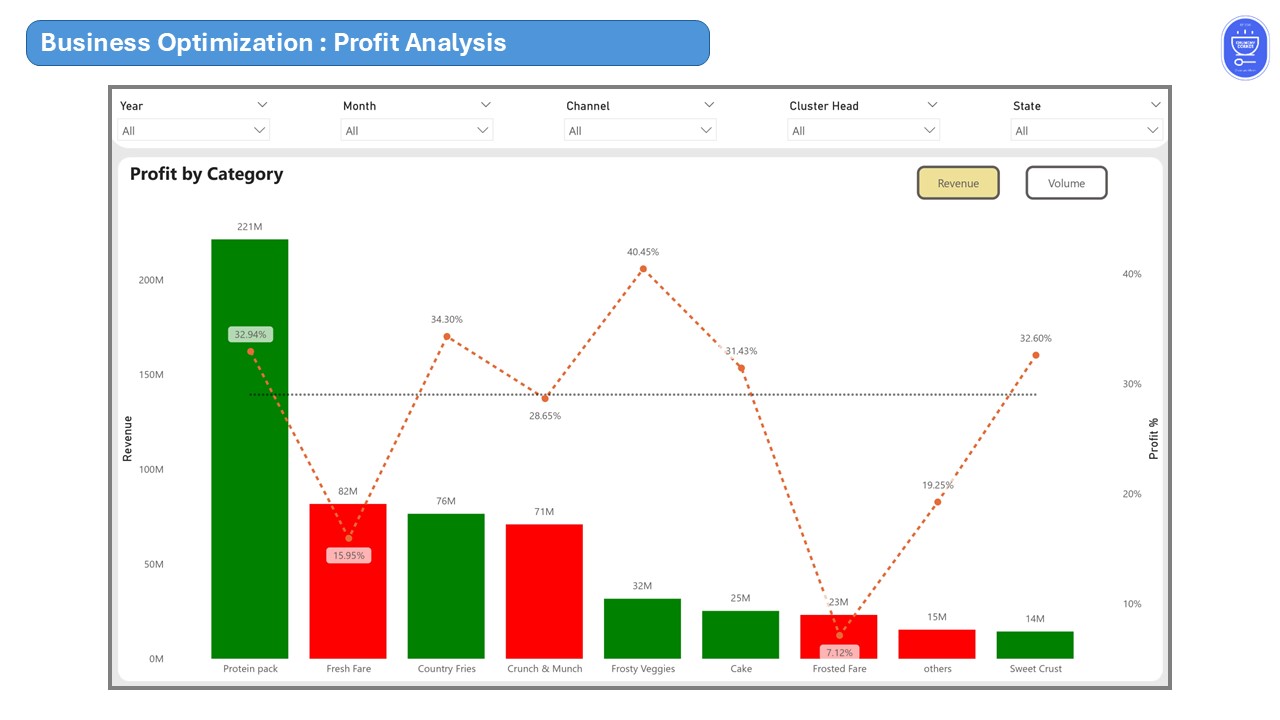 Business Optimization : Profit Analysis
Year
Month
Channel
Cluster Head
State
All
All
All
All
All
Profit by Category
Revenue
Volume
221M
200M
150M
100M
50M
0M
Revenue
32.94%
82M
15.95%
34.30%
76M
28.65%
71M
40.45%
32M
31.43%
25M
23M
7.12%
19.25%
15M
32.60%
14M
40%
30%
20%
10%
Profit %
Protein pack
Fresh Fare
Country Fries
Crunch & Munch
Frosty Veggies
Cake
Frosted Fare
others
Sweet Crust